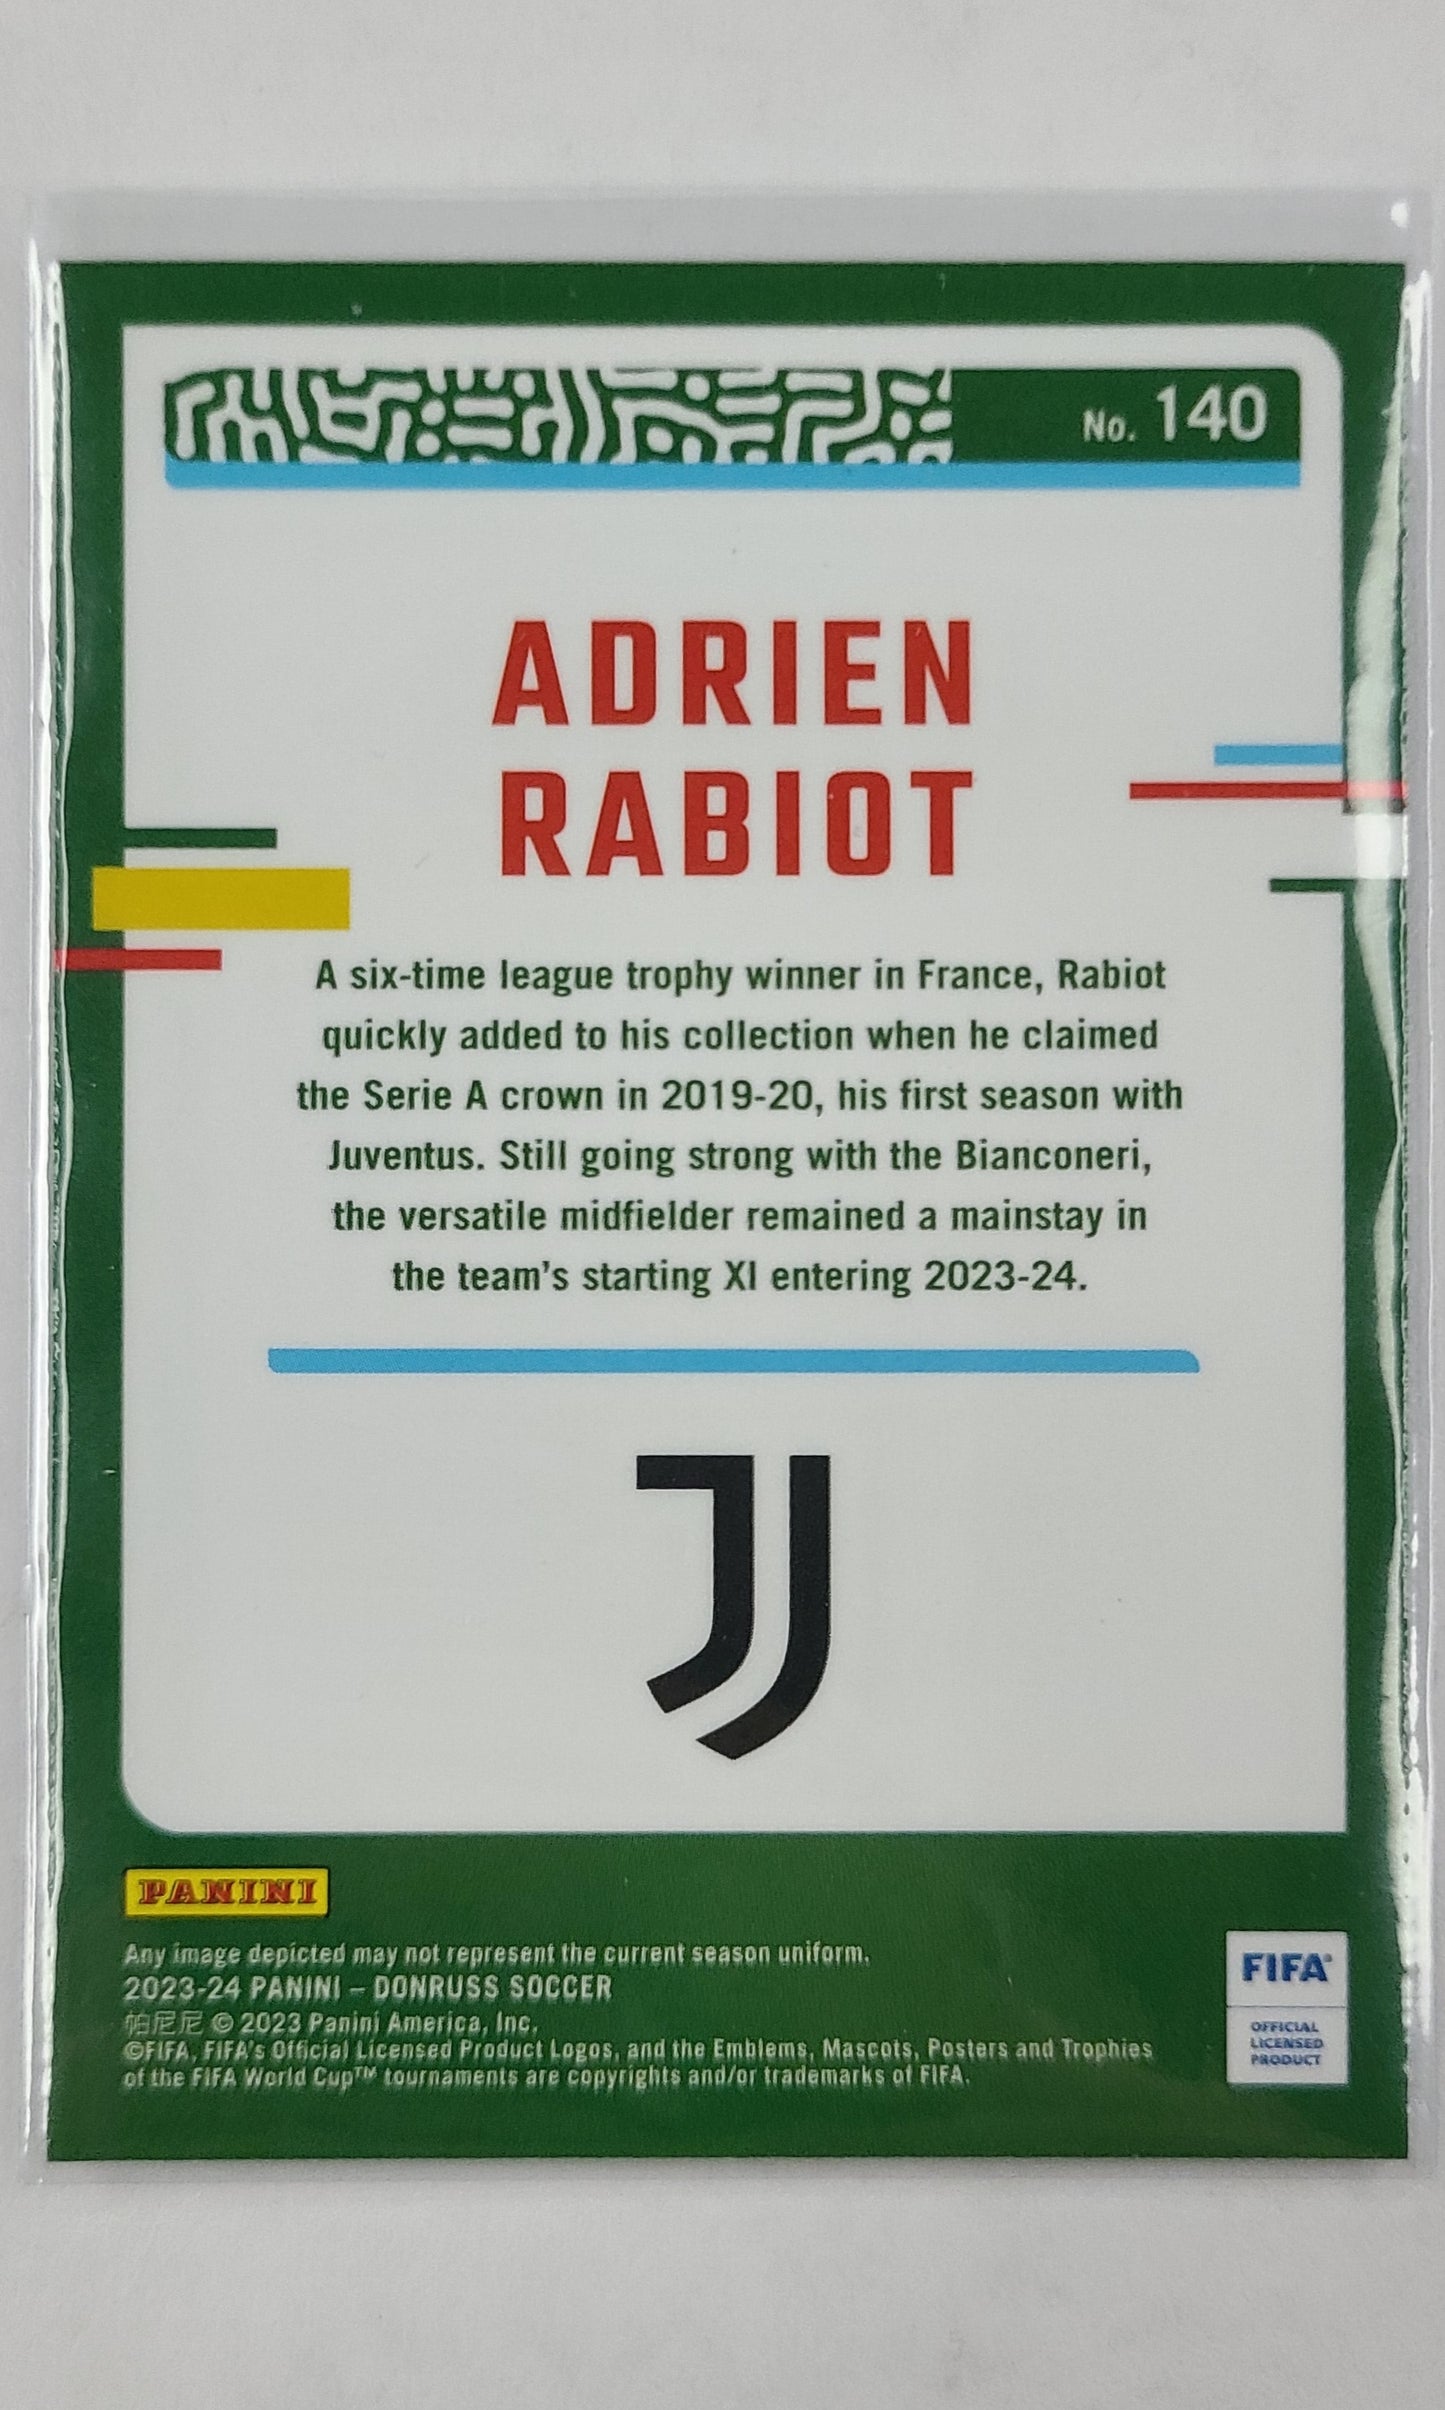 No. 140
ADRIEN
RABIOT
A six-time league trophy winner in France, Rabiot
quickly added to his collection when he claimed
the Serie A crown in 2019-20, his first season with
Juventus. Still going strong with the Bianconeri,
the versatile midfielder remained a mainstay in
the team's starting XI entering 2023-24.
PANINI
Any image depicted may not represent the current season uniform.
2023-24 PANINI – DONRUSS SOCCER
帕尼尼 © 2023 Panini America, Inc.
©FIFA, FIFA's Official Licensed Product Logos, and the Emblems, Mascots, Posters and Trophies
of the FIFA World Cup™ tournaments are copyrights and/or trademarks of FIFA.
FIFA®
OFFICIAL
LICENSED
PRODUCT